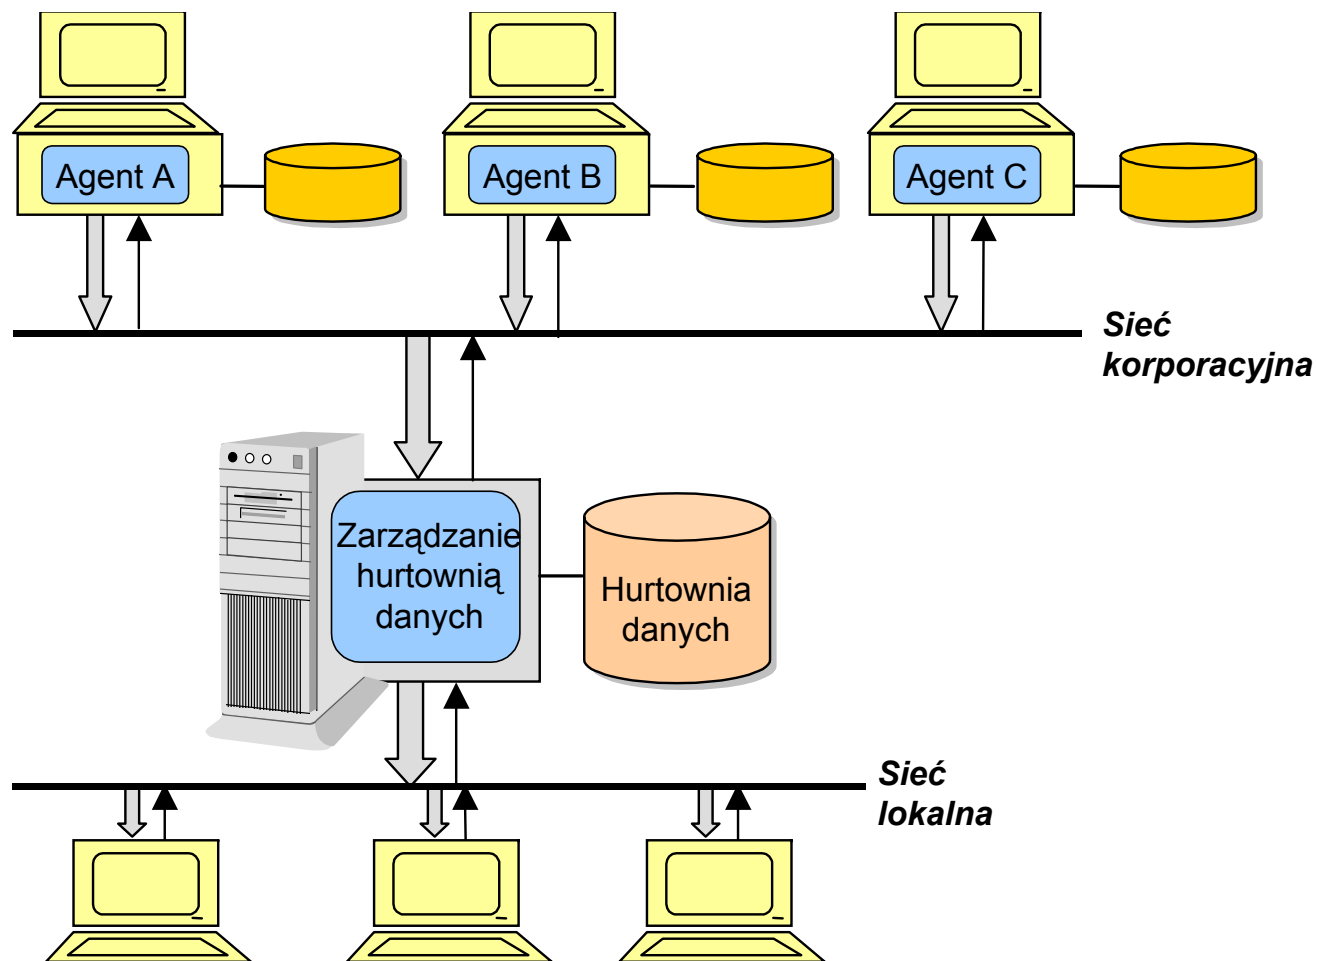 Agent A
Agent B
Agent C
Sieć
korporacyjna
Zarządzanie
hurtownią
danych
Hurtownia
danych
Sieć
lokalna